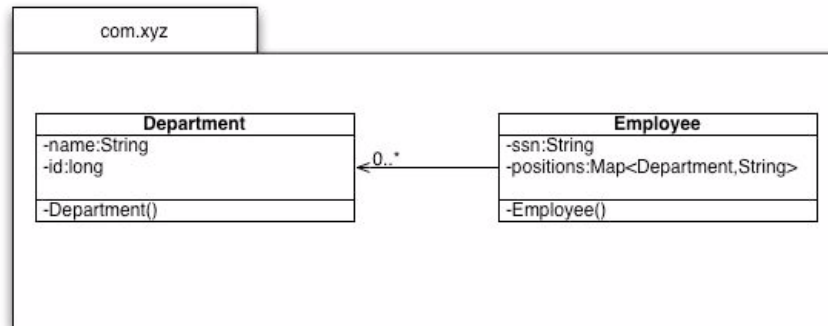 com.xyz
Department
-name:String
-id:long
-Department()
0..*
Employee
-ssn:String
-positions:Map<Department,String>
-Employee()